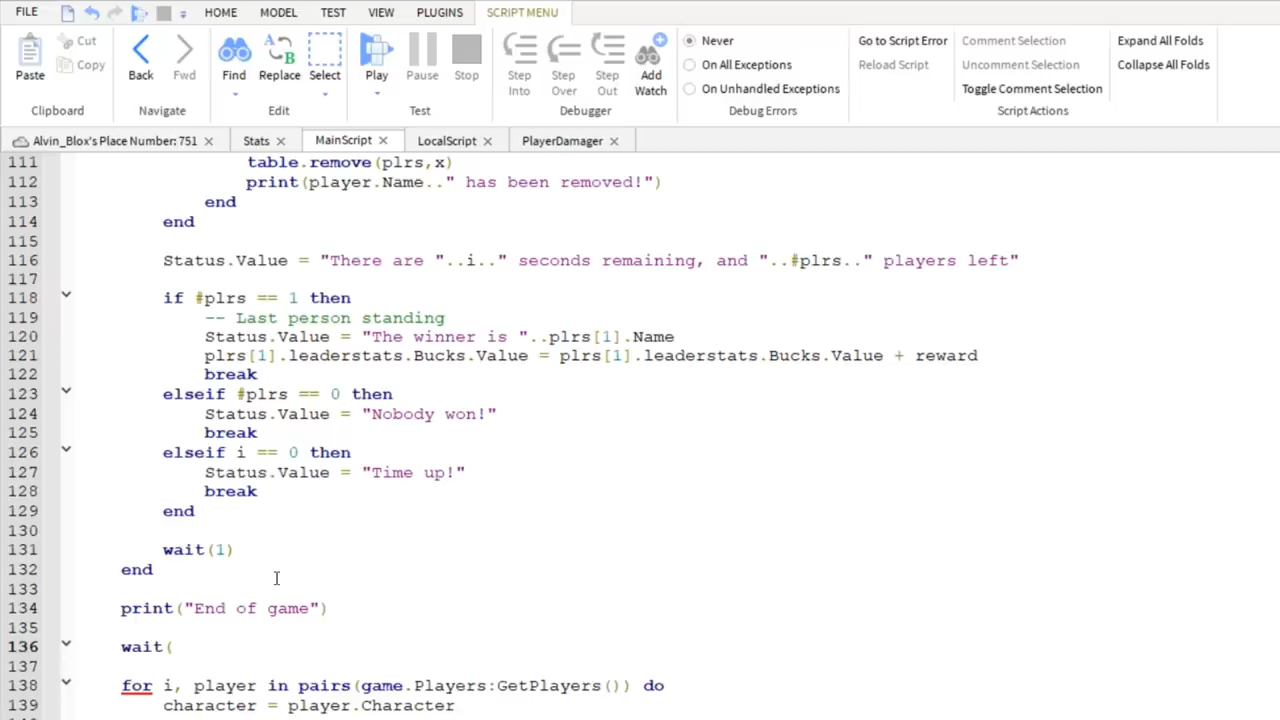 FILE HOME MODEL TEST VIEW PLUGINS SCRIPT MENU
Paste Cut Copy Clipboard
Back Fwd Navigate
Find Replace Select Edit
Play Pause Stop Test
Step Into Step Over Step Out Add Watch Debugger
Never
On All Exceptions
On Unhandled Exceptions
Debug Errors
Go to Script Error
Reload Script
Comment Selection
Uncomment Selection
Toggle Comment Selection
Expand All Folds
Collapse All Folds
Script Actions
Alvin_Blox's Place Number: 751 Stats MainScript LocalScript PlayerDamager
111 table.remove(plrs,x)
112 print(player.Name.." has been removed!")
113 end
114 end
115
116 Status.Value = "There are "..i.." seconds remaining, and "..#plrs.." players left"
117
118 if #plrs == 1 then
119 -- Last person standing
120 Status.Value = "The winner is "..plrs[1].Name
121 plrs[1].leaderstats.Bucks.Value = plrs[1].leaderstats.Bucks.Value + reward
122 break
123 elseif #plrs == 0 then
124 Status.Value = "Nobody won!"
125 break
126 elseif i == 0 then
127 Status.Value = "Time up!"
128 break
129 end
130
131 wait(1)
132 end
133
134 print("End of game")
135
136 wait(
137
138 for i, player in pairs(game.Players:GetPlayers()) do
139 character = player.Character